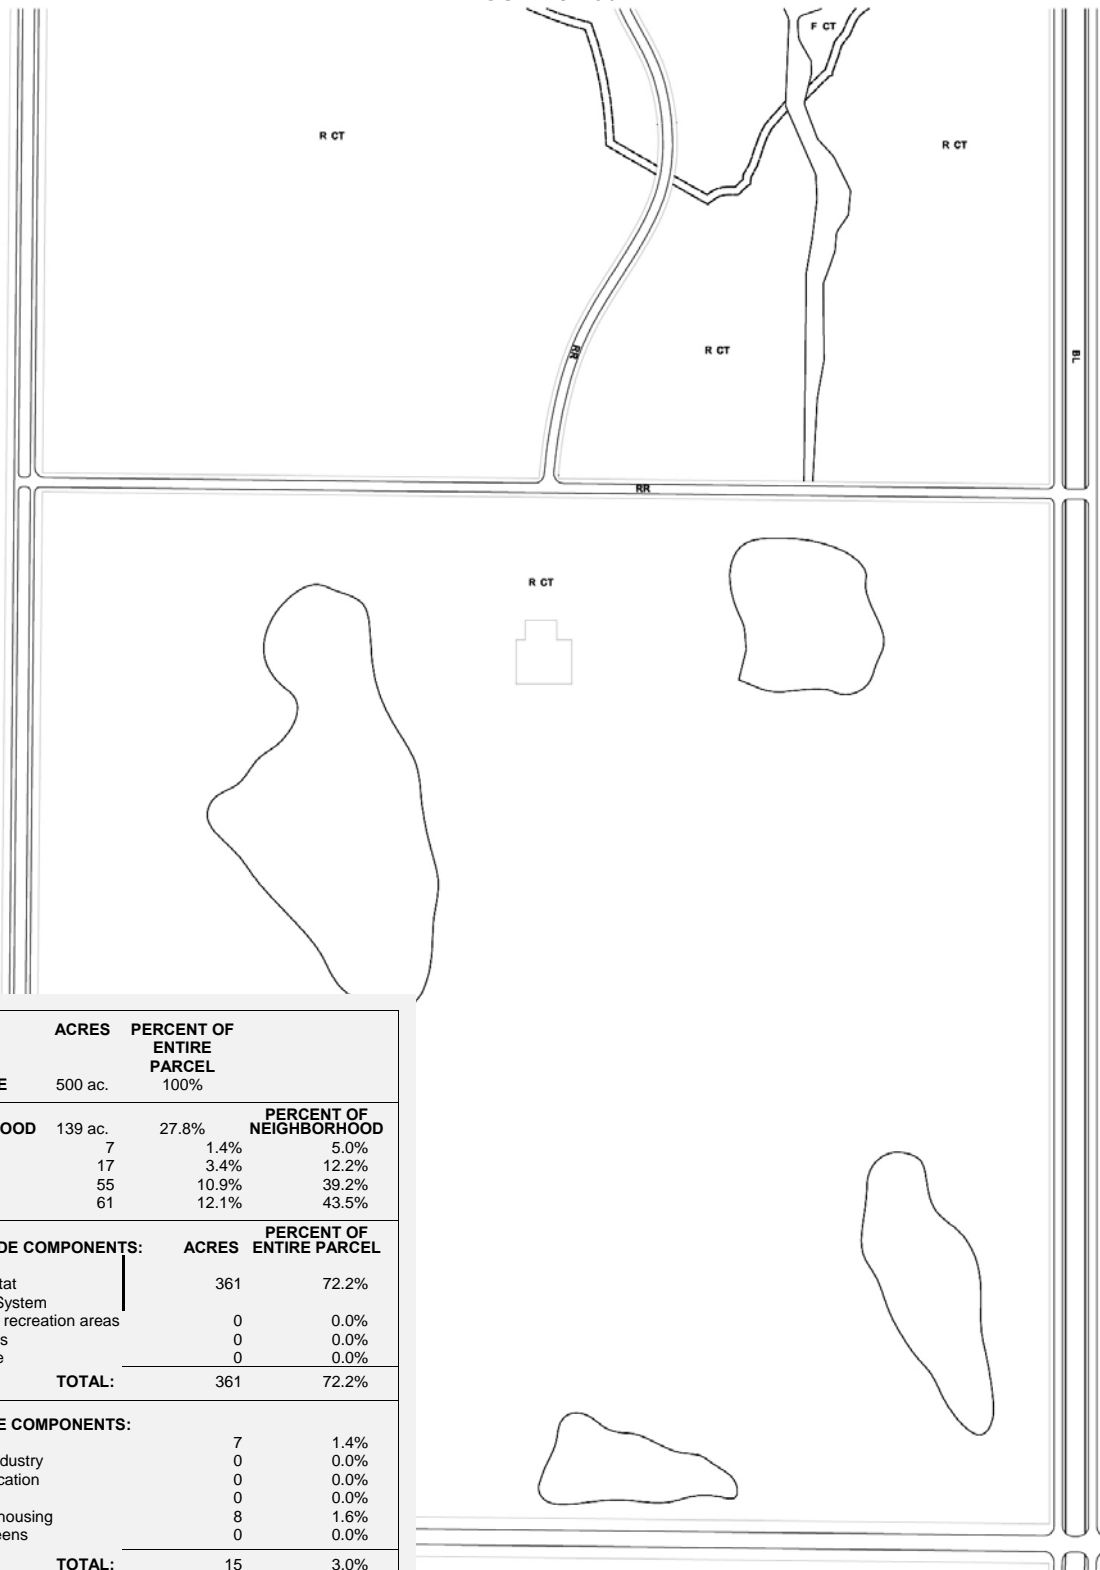 F CT
R CT
R CT
R CT
RR
BL
RR
R CT
ACRES PERCENT OF
ENTIRE
PARCEL
E 500 ac. 100%
PERCENT OF
OOD 139 ac. 27.8% NEIGHBORHOOD
7 1.4% 5.0%
17 3.4% 12.2%
55 10.9% 39.2%
61 12.1% 43.5%
PERCENT OF
DE COMPONENTS: ACRES ENTIRE PARCEL
tat 361 72.2%
System
recreation areas 0 0.0%
s 0 0.0%
e 0 0.0%
TOTAL: 361 72.2%
E COMPONENTS:
7 1.4%
dustry 0 0.0%
cation 0 0.0%
0 0.0%
housing 8 1.6%
eens 0 0.0%
TOTAL: 15 3.0%